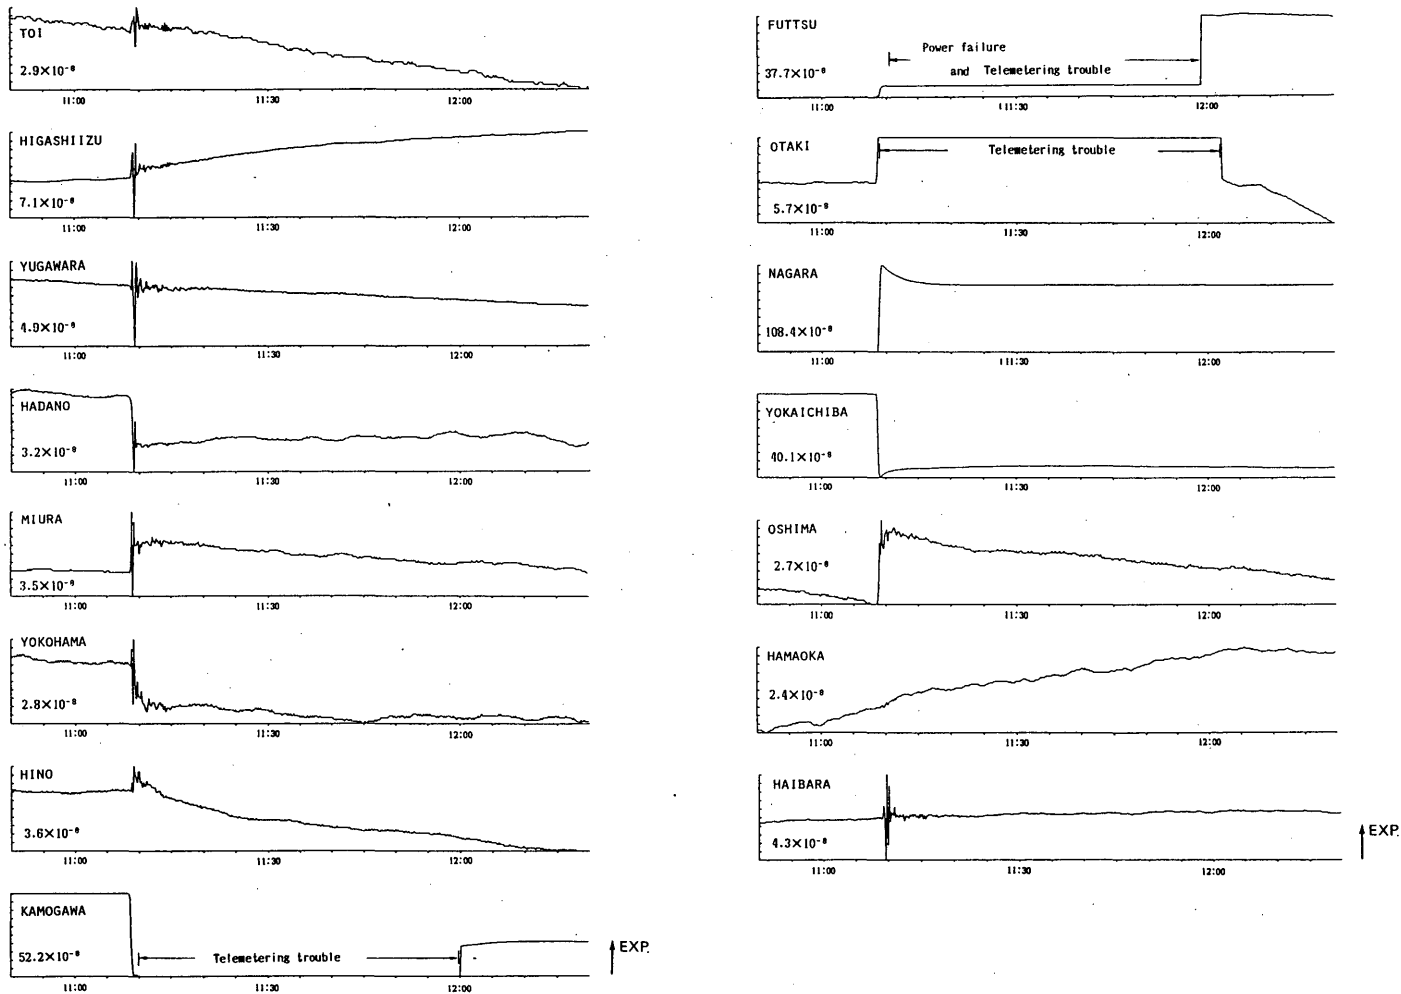 TOI
2.9×10⁻⁸
11:00 11:30 12:00
HIGASHIIZU
7.1×10⁻⁸
11:00 11:30 12:00
YUGAWARA
4.9×10⁻⁸
11:00 11:30 12:00
HADANO
3.2×10⁻⁸
11:00 11:30 12:00
MIURA
3.5×10⁻⁸
11:00 11:30 12:00
YOKOHAMA
2.8×10⁻⁸
11:00 11:30 12:00
HINO
3.6×10⁻⁸
11:00 11:30 12:00
KAMOGAWA
52.2×10⁻⁸
Telemetering trouble
EXP.
11:00 11:30 12:00
FUTTSU
Power failure
37.7×10⁻⁸
and Telemetering trouble
11:00 11:30 12:00
OTAKI
Telemetering trouble
5.7×10⁻⁸
11:00 11:30 12:00
NAGARA
108.4×10⁻⁸
11:00 11:30 12:00
YOKAICHIBA
40.1×10⁻⁸
11:00 11:30 12:00
OSHIMA
2.7×10⁻⁸
11:00 11:30 12:00
HAMAOKA
2.4×10⁻⁸
11:00 11:30 12:00
HAIBARA
4.3×10⁻⁸
EXP.
11:00 11:30 12:00